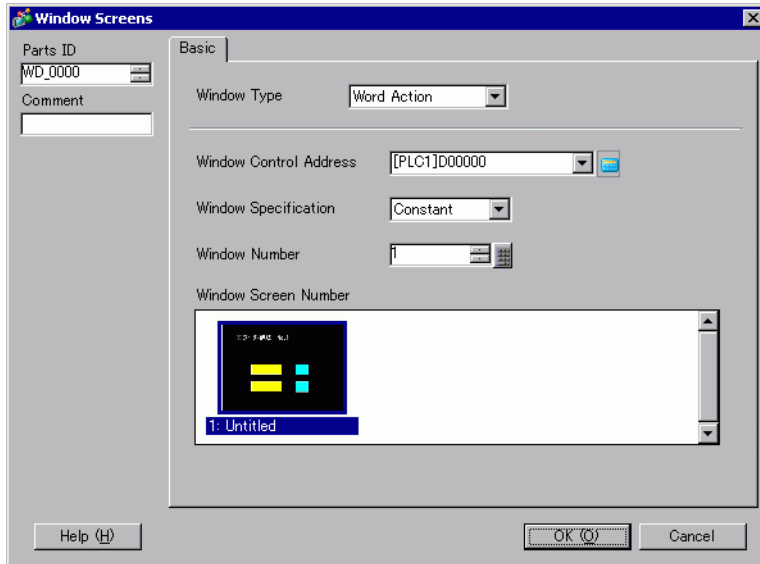 Window Screens
Parts ID
WD_0000
Comment
Basic
Window Type
Word Action
Window Control Address
[PLC1]D00000
Window Specification
Constant
Window Number
1
Window Screen Number
1: Untitled
Help (H)
OK (O)
Cancel